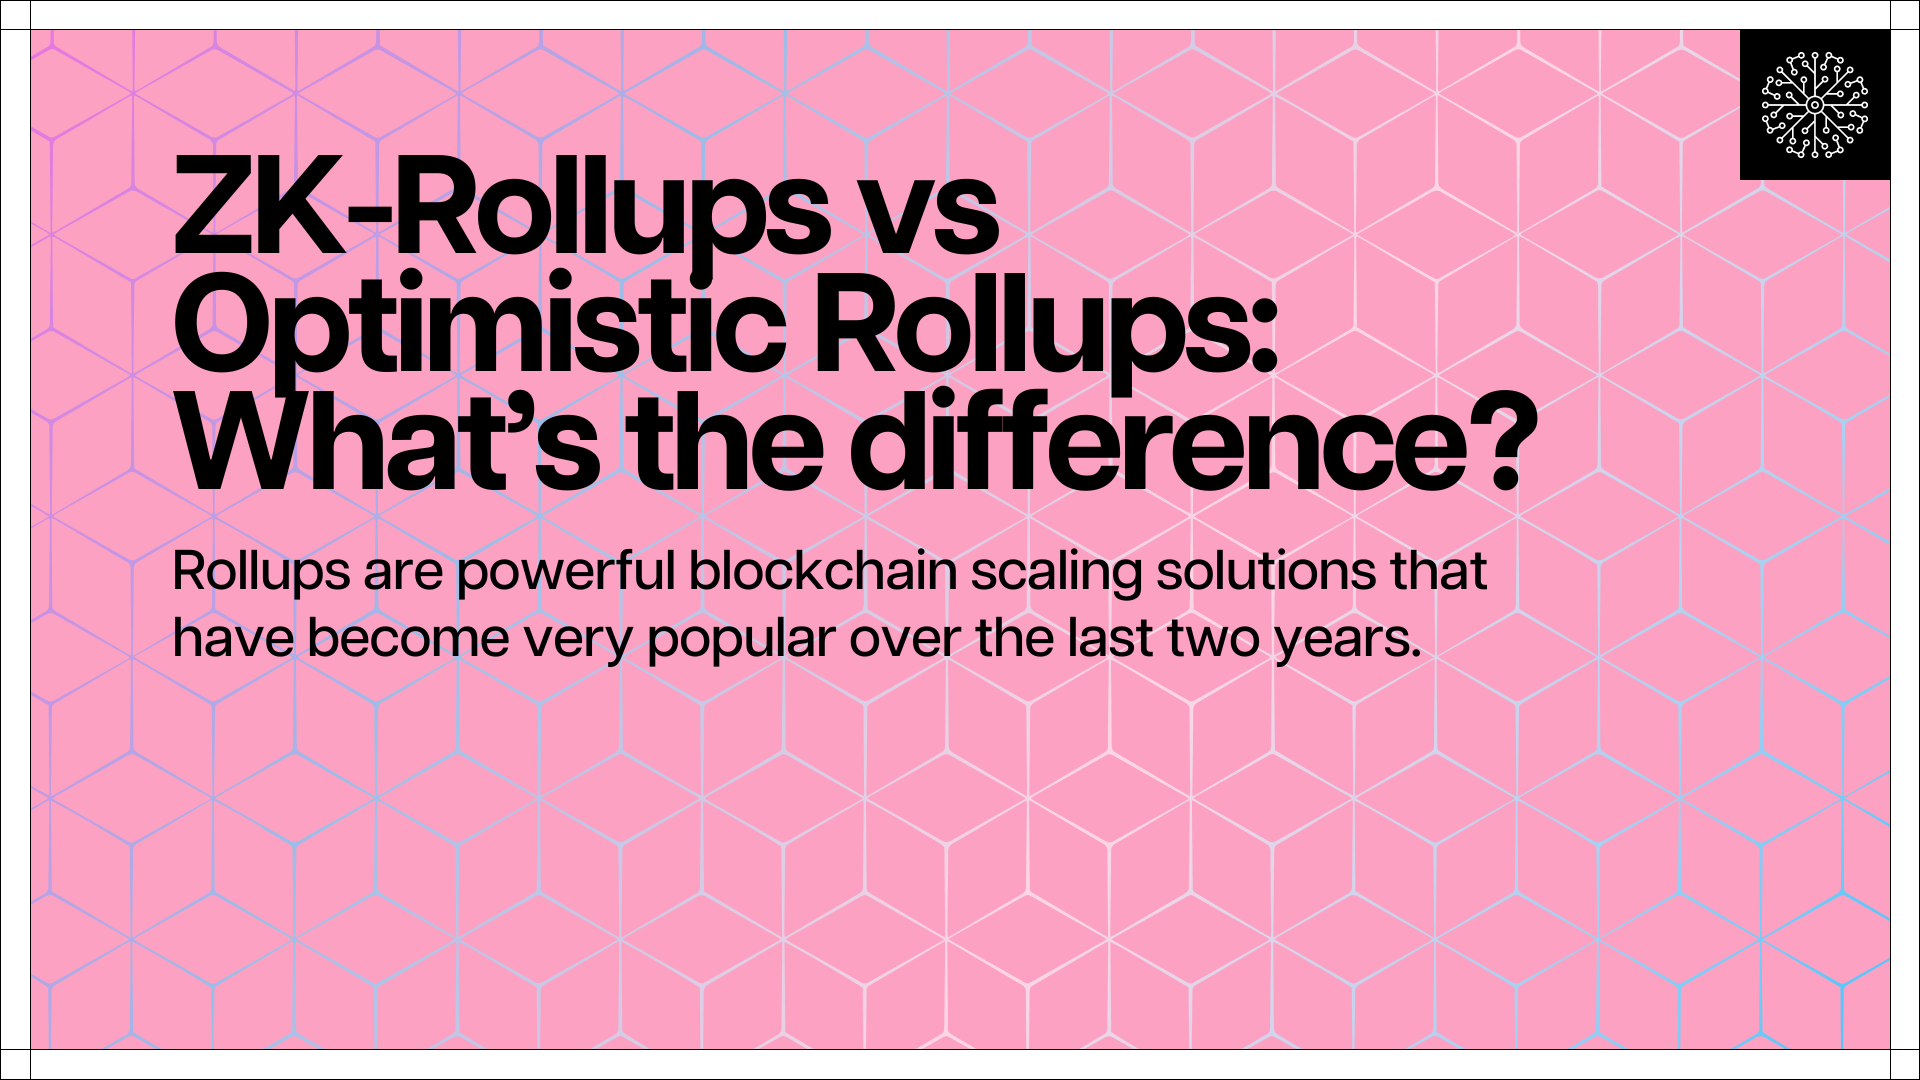 ZK-Rollups vs
Optimistic Rollups:
What’s the difference?
Rollups are powerful blockchain scaling solutions that
have become very popular over the last two years.